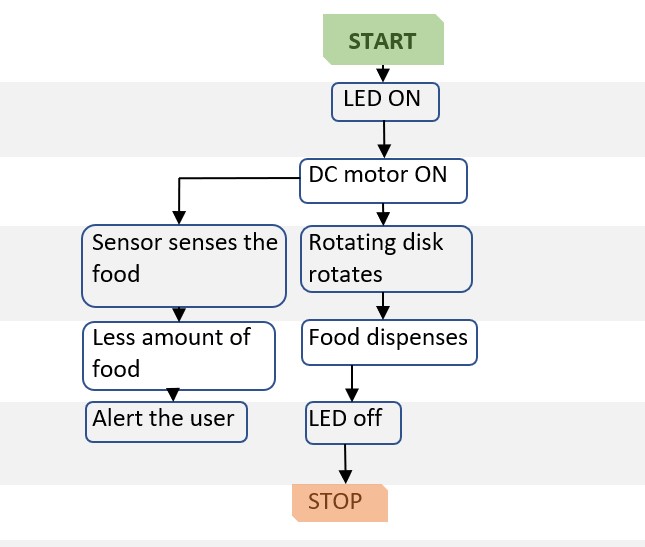 START
LED ON
DC motor ON
Sensor senses the
food
Rotating disk
rotates
Less amount of
food
Food dispenses
Alert the user
LED off
STOP